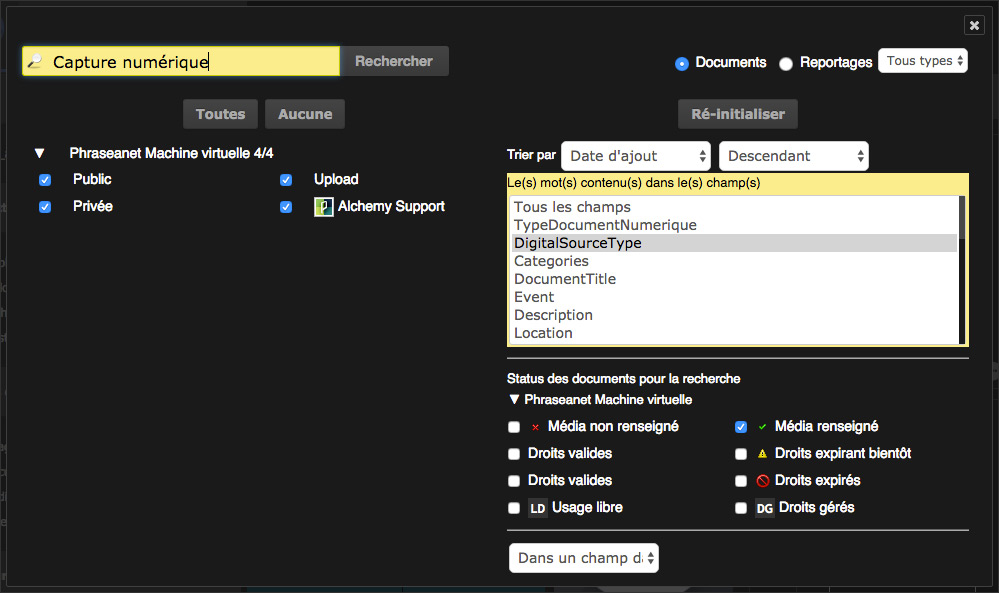 Capture numérique
Rechercher
Documents
Reportages
Tous types
Toutes
Aucune
Ré-initialiser
Phraseanet Machine virtuelle 4/4
Public
Upload
Privée
Alchemy Support
Trier par
Date d'ajout
Descendant
Le(s) mot(s) contenu(s) dans le(s) champ(s)
Tous les champs
TypeDocumentNumerique
DigitalSourceType
Categories
DocumentTitle
Event
Description
Location
Status des documents pour la recherche
Phraseanet Machine virtuelle
Média non renseigné
Média renseigné
Droits valides
Droits expirant bientôt
Droits valides
Droits expirés
LD Usage libre
DG Droits gérés
Dans un champ da